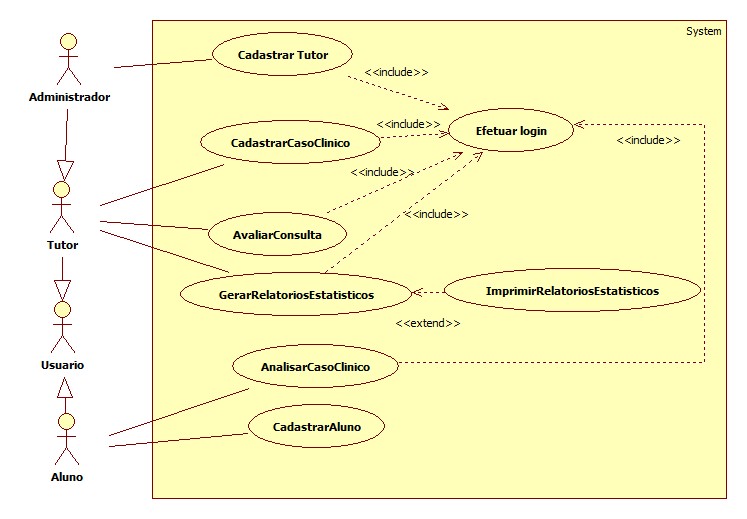 System
Cadastrar Tutor
<<include>>
Administrador
<<include>>
Efetuar login
CadastrarCasoClinico
<<include>>
<<include>>
<<include>>
AvaliarConsulta
Tutor
GerarRelatoriosEstatisticos
ImprimirRelatoriosEstatisticos
<<extend>>
Usuario
AnalisarCasoClinico
CadastrarAluno
Aluno